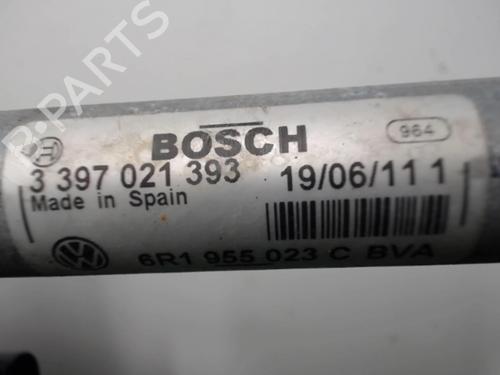 B-PARTS
BOSCH
964
3 397 021 393
19/06/11 1
Made in Spain
6R1 955 023 C BVA